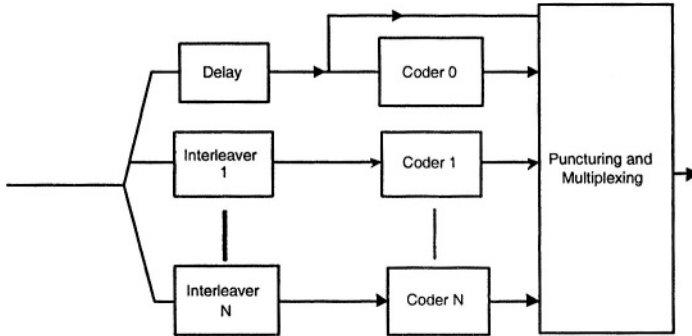 Delay
Coder 0
Interleaver
1
Coder 1
Puncturing and
Multiplexing
Interleaver
N
Coder N